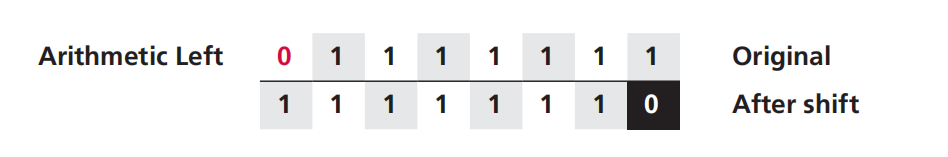 Arithmetic Left 0 1 1 1 1 1 1 1 Original
1 1 1 1 1 1 1 0 After shift